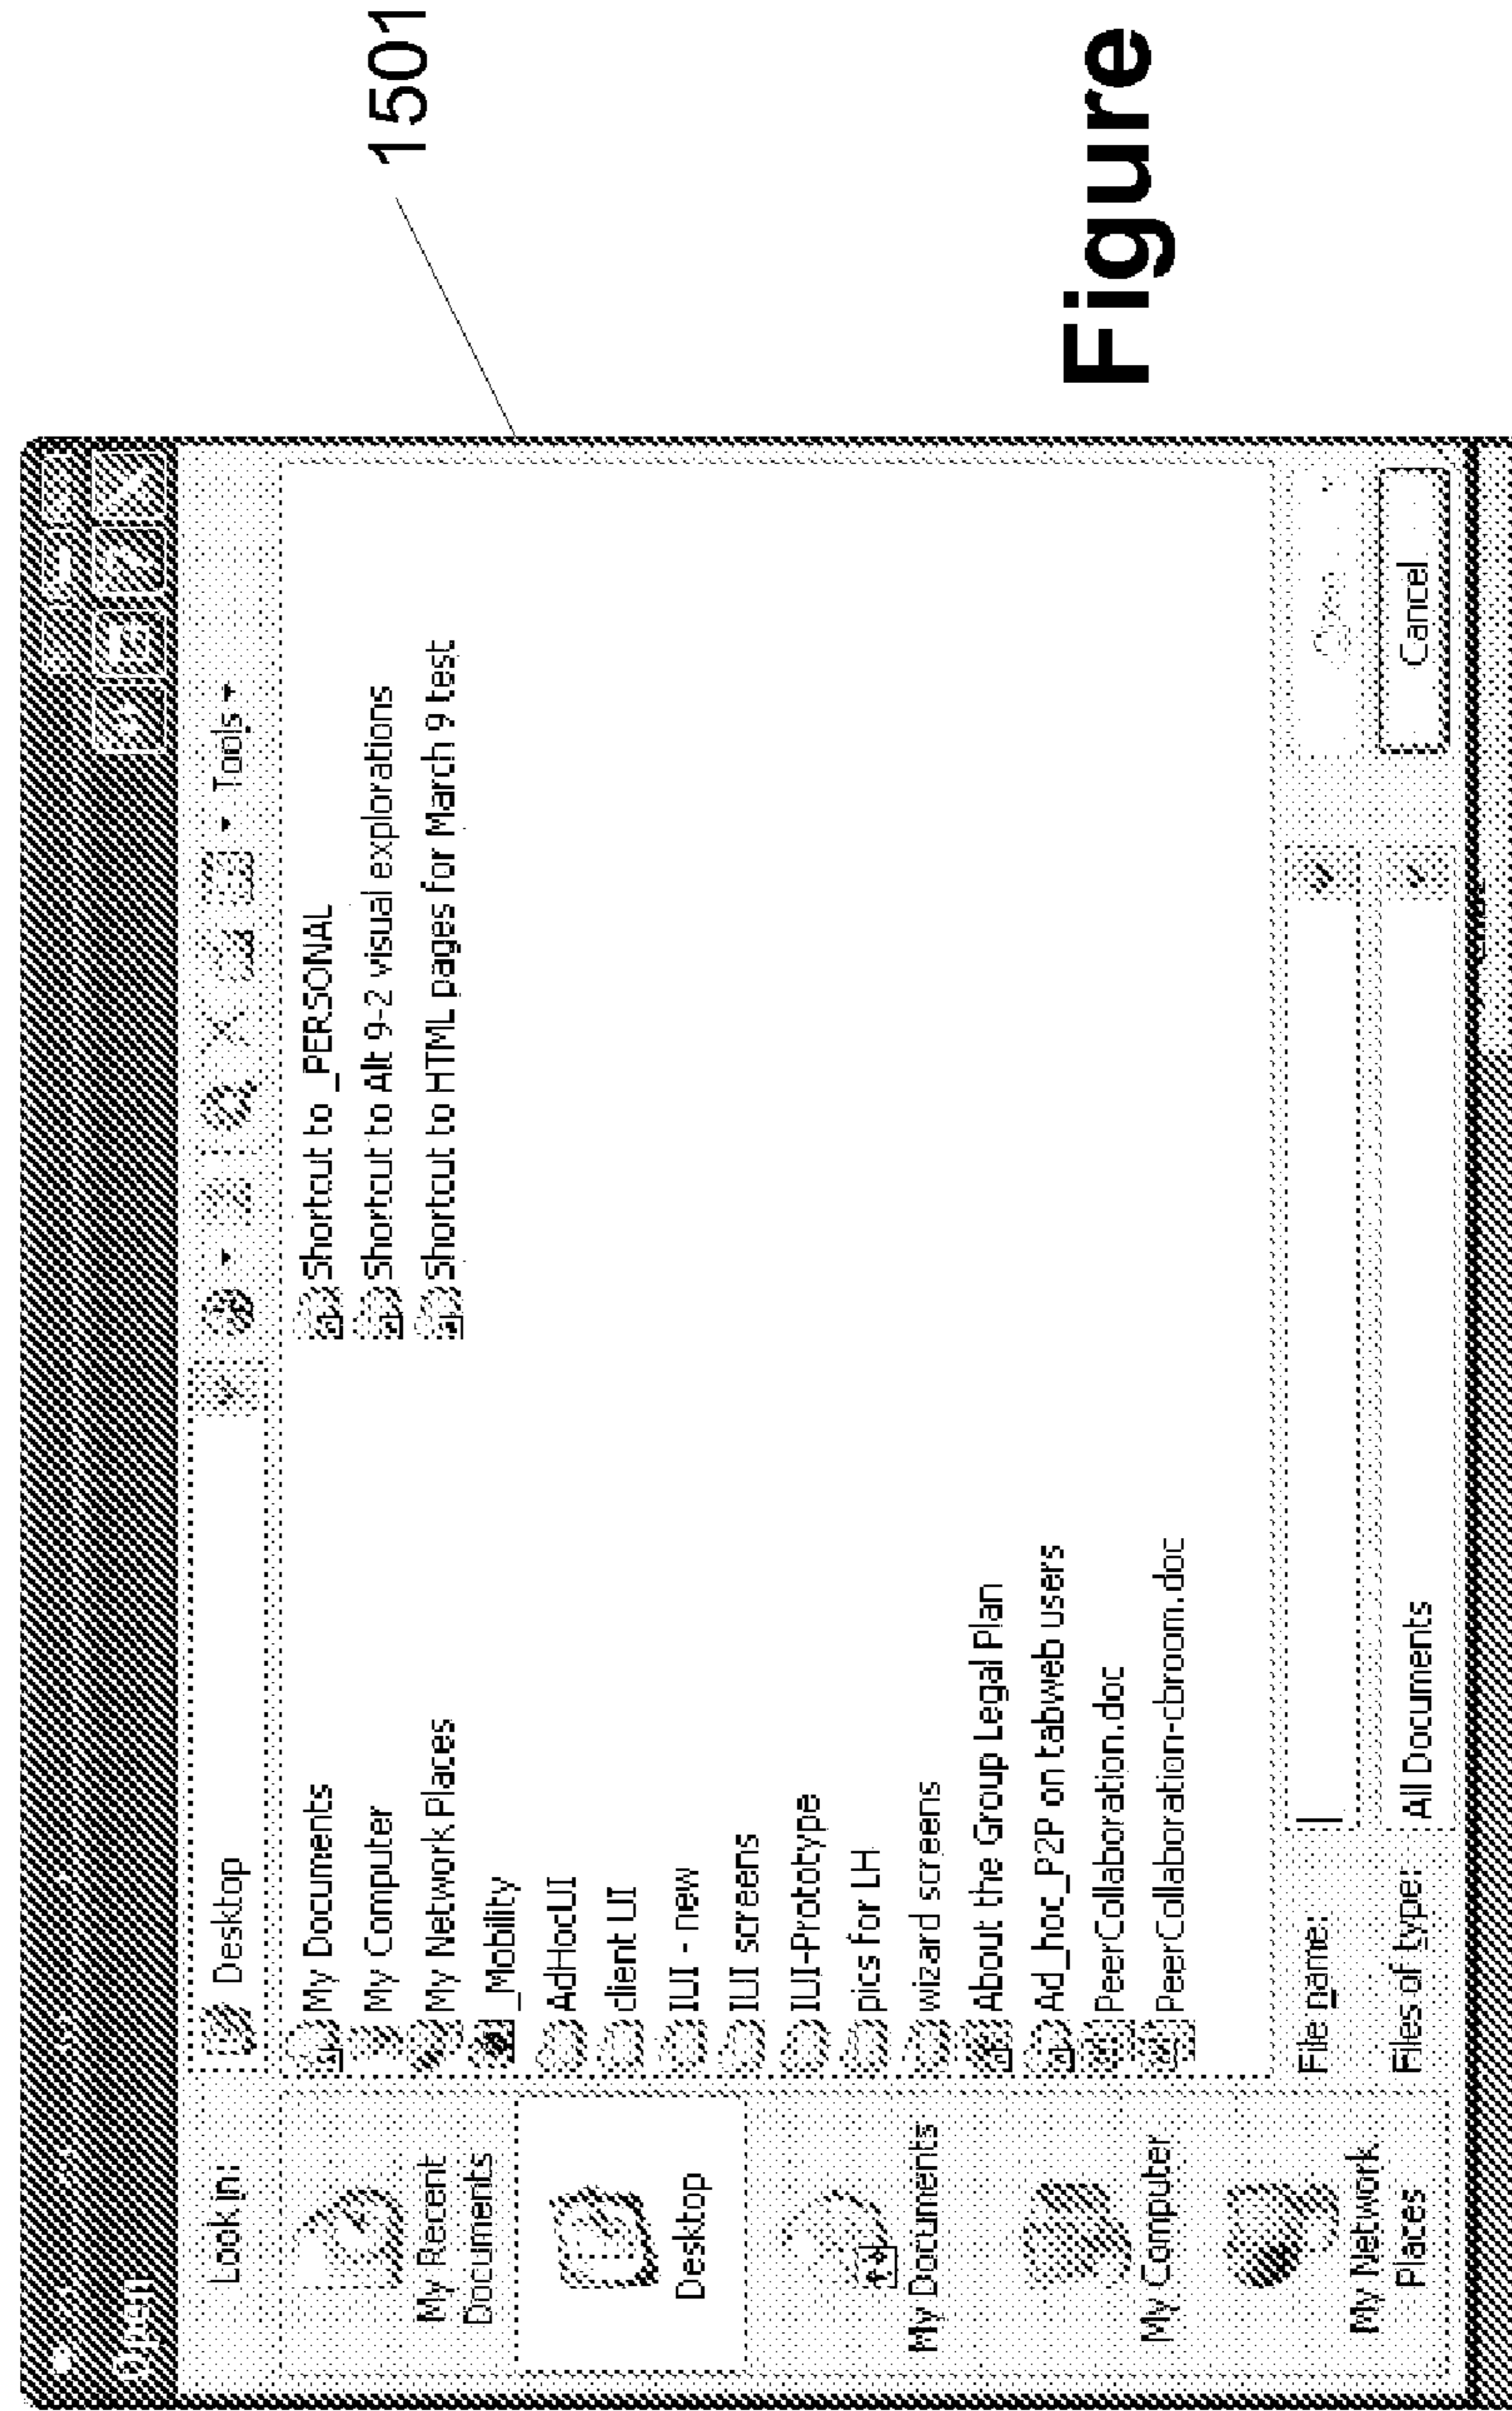 Open
Look in:
Desktop
Tools
My Recent
Documents
Desktop
My Documents
My Computer
My Network
Places
My Documents
My Computer
My Network Places
_Mobility
AdHocUI
client UI
IUI - new
IUI screens
IUI-Prototype
pics for LH
wizard screens
About the Group Legal Plan
Ad_hoc_P2P on tabweb users
PeerCollaboration.doc
PeerCollaboration-cbroom.doc
Shortcut to _PERSONAL
Shortcut to Alt 9-2 visual explorations
Shortcut to HTML pages for March 9 test
File name:
Open
Files of type:
All Documents
Cancel
1501
Figure